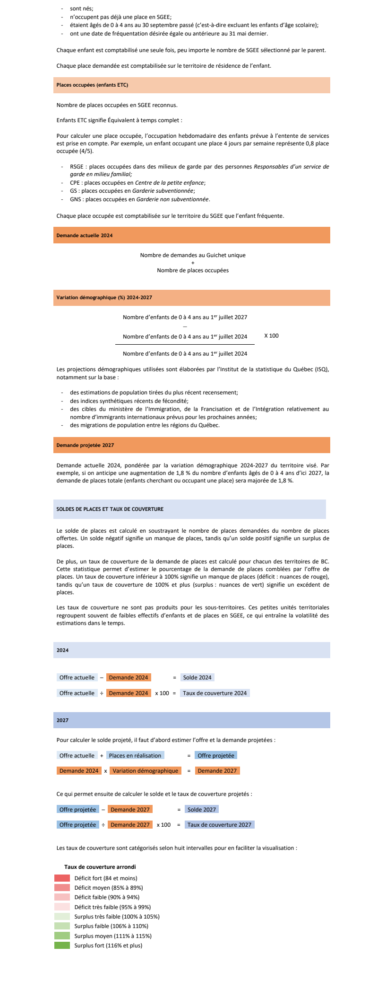 - sont nés;
- n’occupent pas déjà une place en SGEE;
- étaient âgés de 0 à 4 ans au 30 septembre passé (c’est-à-dire excluant les enfants d’âge scolaire);
- ont une date de fréquentation désirée égale ou antérieure au 31 mai dernier.
Chaque enfant est comptabilisé une seule fois, peu importe le nombre de SGEE sélectionné par le parent.
Chaque place demandée est comptabilisée sur le territoire de résidence de l’enfant.
Places occupées (enfants ETC)
Nombre de places occupées en SGEE reconnus.
Enfants ETC signifie Équivalent à temps complet :
Pour calculer une place occupée, l’occupation hebdomadaire des enfants prévue à l’entente de services
est prise en compte. Par exemple, un enfant occupant une place 4 jours par semaine représente 0,8 place
occupée (4/5).
- RSGE : places occupées dans des milieux de garde par des personnes Responsables d’un service de
garde en milieu familial;
- CPE : places occupées en Centre de la petite enfance;
- GS : places occupées en Garderie subventionnée;
- GNS : places occupées en Garderie non subventionnée.
Chaque place occupée est comptabilisée sur le territoire du SGEE que l’enfant fréquente.
Demande actuelle 2024
Nombre de demandes au Guichet unique
+
Nombre de places occupées
Variation démographique (%) 2024-2027
Nombre d’enfants de 0 à 4 ans au 1er juillet 2027
—
Nombre d’enfants de 0 à 4 ans au 1er juillet 2024 X 100
Nombre d’enfants de 0 à 4 ans au 1er juillet 2024
Les projections démographiques utilisées sont élaborées par l’Institut de la statistique du Québec (ISQ),
notamment sur la base :
- des estimations de population tirées du plus récent recensement;
- des indices synthétiques récents de fécondité;
- des cibles du ministère de l’Immigration, de la Francisation et de l’Intégration relativement au
nombre d’immigrants internationaux prévus pour les prochaines années;
- des migrations de population entre les régions du Québec.
Demande projetée 2027
Demande actuelle 2024, pondérée par la variation démographique 2024-2027 du territoire visé. Par
exemple, si on anticipe une augmentation de 1,8 % du nombre d’enfants âgés de 0 à 4 ans d’ici 2027, la
demande de places totale (enfants cherchant ou occupant une place) sera majorée de 1,8 %.
SOLDES DE PLACES ET TAUX DE COUVERTURE
Le solde de places est calculé en soustrayant le nombre de places demandées du nombre de places
offertes. Un solde négatif signifie un manque de places, tandis qu’un solde positif signifie un surplus de
places.
De plus, un taux de couverture de la demande de places est calculé pour chacun des territoires de BC.
Cette statistique permet d’estimer le pourcentage de la demande de places comblées par l’offre de
places. Un taux de couverture inférieur à 100% signifie un manque de places (déficit : nuances de rouge),
tandis qu’un taux de couverture de 100% et plus (surplus : nuances de vert) signifie un excédent de
places.
Les taux de couverture ne sont pas produits pour les sous-territoires. Ces petites unités territoriales
regroupent souvent de faibles effectifs d’enfants et de places en SGEE, ce qui entraîne la volatilité des
estimations dans le temps.
2024
Offre actuelle – Demande 2024 = Solde 2024
Offre actuelle ÷ Demande 2024 x 100 = Taux de couverture 2024
2027
Pour calculer le solde projeté, il faut d’abord estimer l’offre et la demande projetées :
Offre actuelle + Places en réalisation = Offre projetée
Demande 2024 x Variation démographique = Demande 2027
Ce qui permet ensuite de calculer le solde et le taux de couverture projetés :
Offre projetée – Demande 2027 = Solde 2027
Offre projetée ÷ Demande 2027 x 100 = Taux de couverture 2027
Les taux de couverture sont catégorisés selon huit intervalles pour en faciliter la visualisation :
Taux de couverture arrondi
Déficit fort (84 et moins)
Déficit moyen (85% à 89%)
Déficit faible (90% à 94%)
Déficit très faible (95% à 99%)
Surplus très faible (100% à 105%)
Surplus faible (106% à 110%)
Surplus moyen (111% à 115%)
Surplus fort (116% et plus)